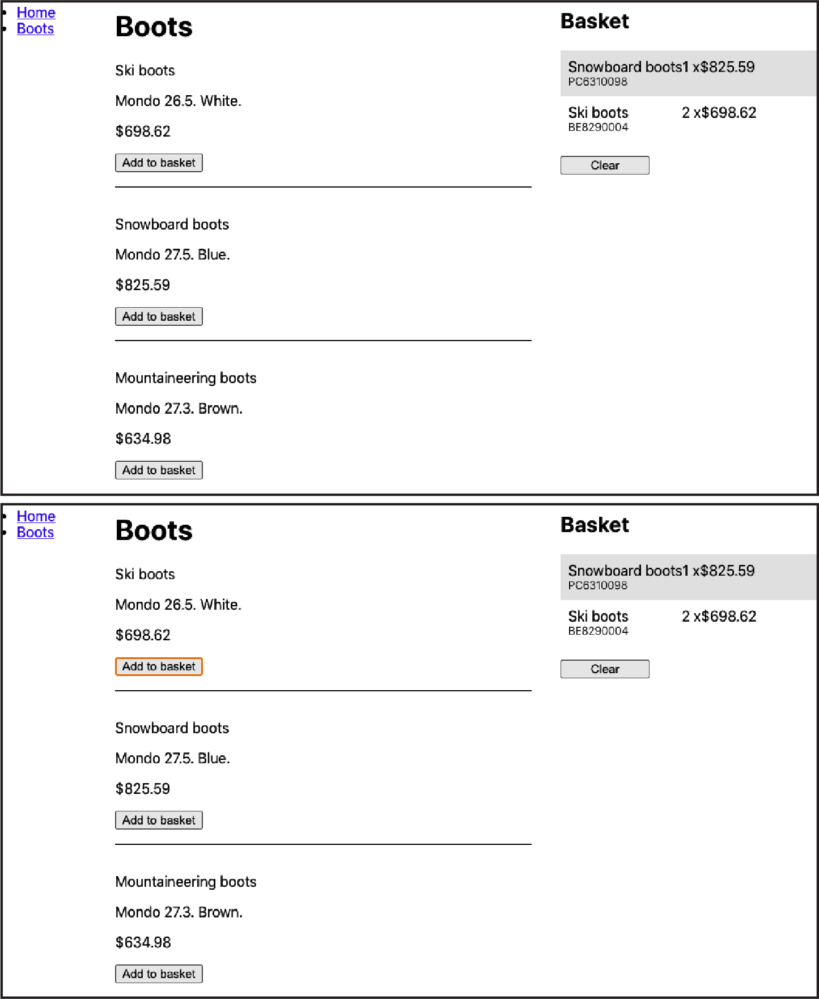 Home
Boots
Boots
Ski boots
Mondo 26.5. White.
$698.62
Add to basket
Snowboard boots
Mondo 27.5. Blue.
$825.59
Add to basket
Mountaineering boots
Mondo 27.3. Brown.
$634.98
Add to basket
Basket
Snowboard boots1 x$825.59
PC6310098
Ski boots 2 x$698.62
BE8290004
Clear
Home
Boots
Boots
Ski boots
Mondo 26.5. White.
$698.62
Add to basket
Snowboard boots
Mondo 27.5. Blue.
$825.59
Add to basket
Mountaineering boots
Mondo 27.3. Brown.
$634.98
Add to basket
Basket
Snowboard boots1 x$825.59
PC6310098
Ski boots 2 x$698.62
BE8290004
Clear